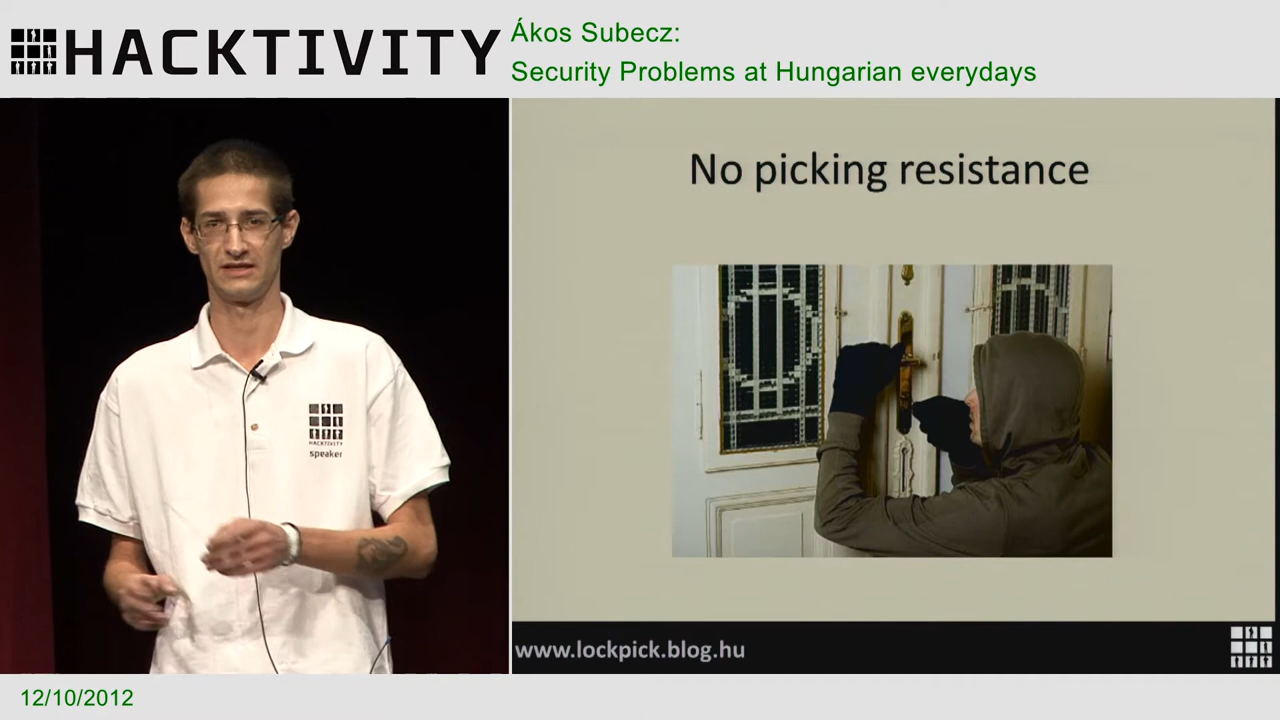 HACKTIVITY
Ákos Subecz:
Security Problems at Hungarian everydays
No picking resistance
HACKTIVITY
speaker
www.lockpick.blog.hu
12/10/2012